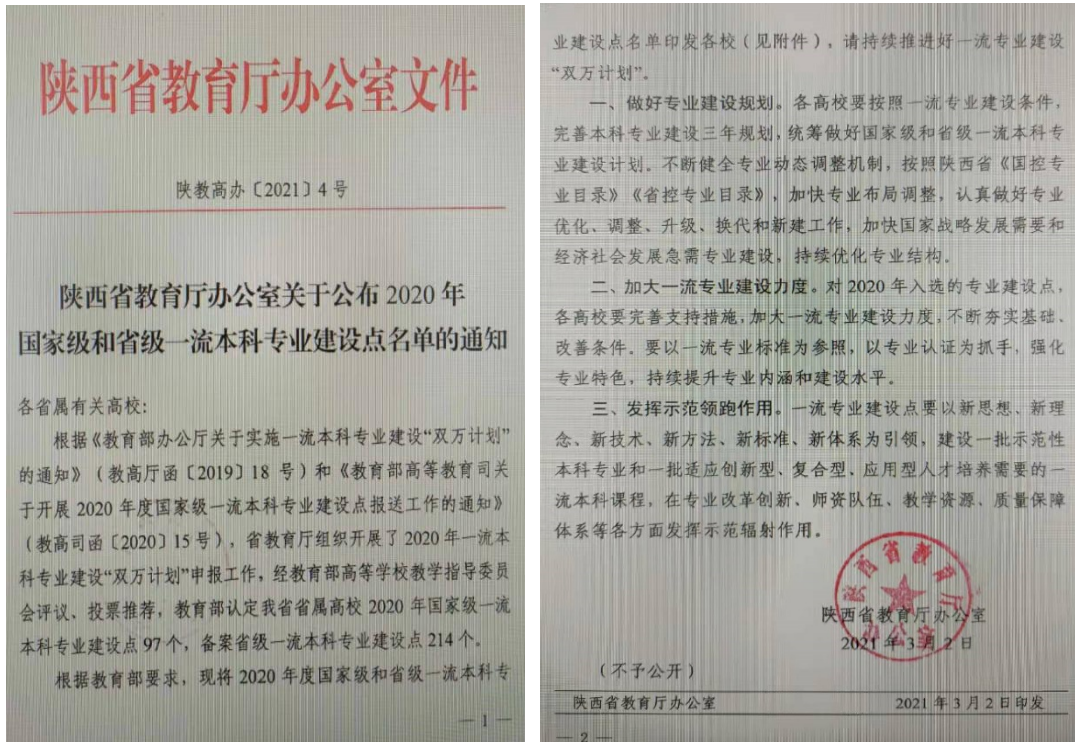 陕西省教育厅办公室文件
陕教高办〔2021〕4号
陕西省教育厅办公室关于公布2020年
国家级和省级一流本科专业建设点名单的通知
各省属有关高校：
根据《教育部办公厅关于实施一流本科专业建设“双万计划”
的通知》（教高厅函〔2019〕18 号）和《教育部高等教育司关
于开展 2020 年度国家级一流本科专业建设点报送工作的通知》
（教高司函〔2020〕15号），省教育厅组织开展了2020年一流本
科专业建设“双万计划”申报工作，经教育部高等学校教学指导委员
会评议、投票推荐，教育部认定我省省属高校 2020 年国家级一流
本科专业建设点 97 个，备案省级一流本科专业建设点 214 个。
根据教育部要求，现将 2020 年度国家级和省级一流本科专
— 1 —
业建设点名单印发各校（见附件），请持续推进好一流专业建设
“双万计划”。
一、做好专业建设规划。各高校要按照一流专业建设条件，
完善本科专业建设三年规划，统筹做好国家级和省级一流本科专
业建设计划。不断健全专业动态调整机制，按照陕西省《国控专
业目录》《省控专业目录》，加快专业布局调整，认真做好专业
优化、调整、升级、换代和新建工作，加快国家战略发展需要和
经济社会发展急需专业建设，持续优化专业结构。
二、加大一流专业建设力度。对 2020 年入选的专业建设点，
各高校要完善支持措施，加大一流专业建设力度，不断夯实基础、
改善条件。要以一流专业标准为参照，以专业认证为抓手，强化
专业特色，持续提升专业内涵和建设水平。
三、发挥示范领跑作用。一流专业建设点要以新思想、新理
念、新技术、新方法、新标准、新体系为引领，建设一批示范性
本科专业和一批适应创新型、复合型、应用型人才培养需要的一
流本科课程，在专业改革创新、师资队伍、教学资源、质量保障
体系等各方面发挥示范辐射作用。
陕西省教育厅
办公室
陕西省教育厅办公室
2021 年 3 月 2 日
（不予公开）
陕西省教育厅办公室 2021 年 3 月 2 日印发
— 2 —